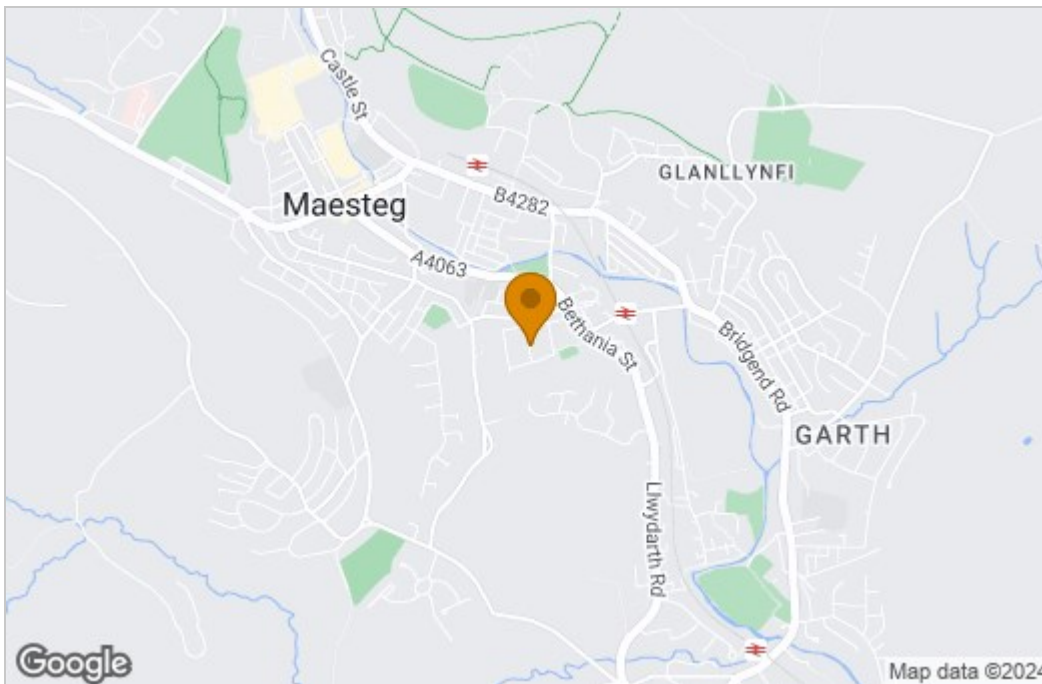 Castle St
GLANLLYNFI
B4282
Maesteg
A4063
Bethania St
Bridgend Rd
GARTH
Llwydarth Rd
Google
Map data ©2024